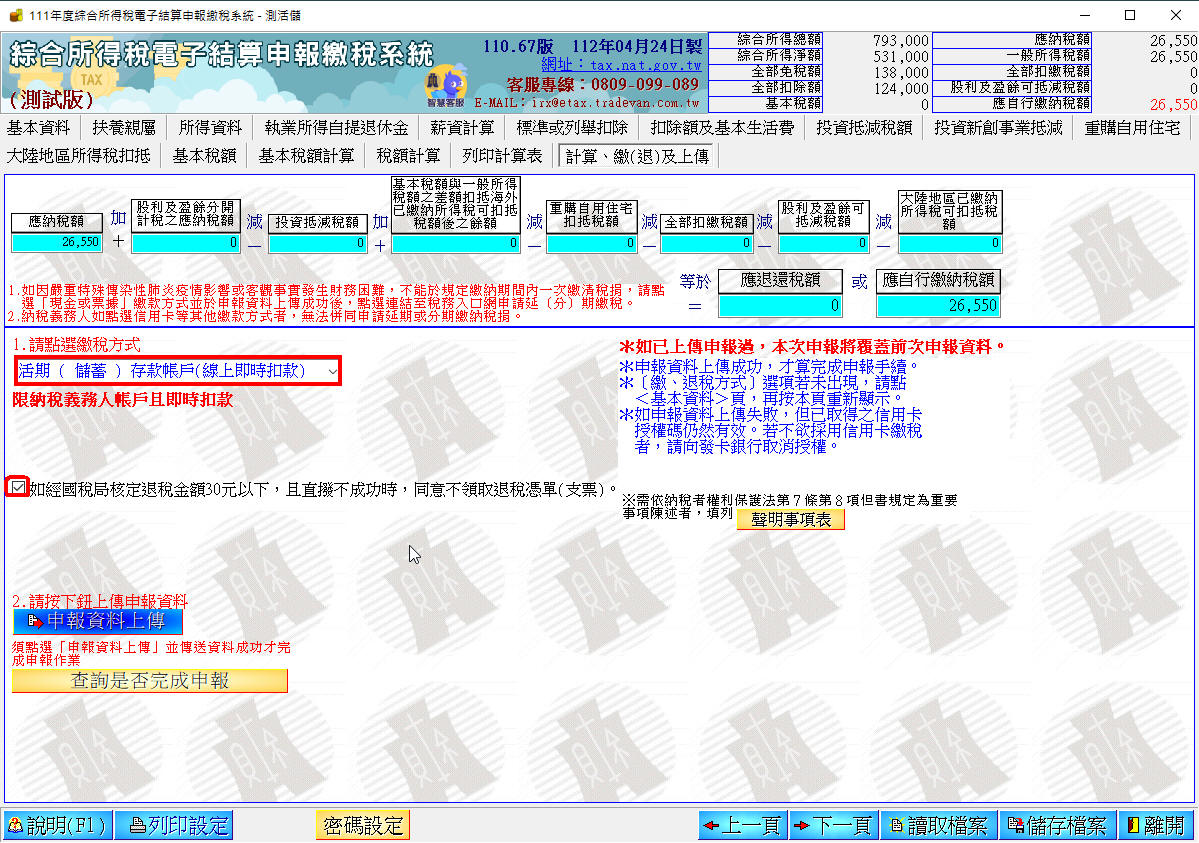 111年度綜合所得稅電子結算申報繳稅系統 - 測活儲
綜合所得稅電子結算申報繳稅系統
TAX
(測試版)
110.67版 112年04月24日製
網址：tax.nat.gov.tw
客服專線：0809-099-089
E-MAIL：irx@etax.tradevan.com.tw
智慧客服
綜合所得總額 793,000 應納稅額 26,550
綜合所得淨額 531,000 一般所得稅額 26,550
全部免稅額 138,000 全部扣繳稅額 0
全部扣除額 124,000 股利及盈餘可抵減稅額 0
基本稅額 0 應自行繳納稅額 26,550
基本資料 扶養親屬 所得資料 執業所得自提退休金 薪資計算 標準或列舉扣除 扣除額及基本生活費 投資抵減稅額 投資新創事業抵減 重購自用住宅
大陸地區所得稅扣抵 基本稅額 基本稅額計算 稅額計算 列印計算表 計算、繳(退)及上傳
應納稅額
26,550
加
＋
股利及盈餘分開
計稅之應納稅額
0
減
－
投資抵減稅額
0
加
＋
基本稅額與一般所得
稅額之差額扣抵海外
已繳納所得稅可扣抵
稅額後之餘額
0
減
－
重購自用住宅
扣抵稅額
0
減
－
全部扣繳稅額
0
減
－
股利及盈餘可
抵減稅額
0
減
－
大陸地區已繳納
所得稅可扣抵稅
額
0
1.如因嚴重特殊傳染性肺炎疫情影響或客觀事實發生財務困難，不能於規定繳納期間內一次繳清稅捐，請點
選「現金或票據」繳款方式並於申報資料上傳成功後，點選連結至稅務入口網申請延（分）期繳稅。
2.納稅義務人如點選信用卡等其他繳款方式者，無法併同申請延期或分期繳納稅捐。
等於
＝
應退還稅額
0
或
應自行繳納稅額
26,550
1.請點選繳稅方式
活期（ 儲蓄 ）存款帳戶(線上即時扣款)
限納稅義務人帳戶且即時扣款
＊如已上傳申報過，本次申報將覆蓋前次申報資料。
＊申報資料上傳成功，才算完成申報手續。
＊〔繳、退稅方式〕選項若未出現，請點
＜基本資料＞頁，再按本頁重新顯示。
＊如申報資料上傳失敗，但已取得之信用卡
授權碼仍然有效。若不欲採用信用卡繳稅
者，請向發卡銀行取消授權。
如經國稅局核定退稅金額30元以下，且直撥不成功時，同意不領取退稅憑單(支票)。
※需依納稅者權利保護法第７條第８項但書規定為重要
事項陳述者，填列 聲明事項表
2.請按下鈕上傳申報資料
申報資料上傳
須點選「申報資料上傳」並傳送資料成功才完
成申報作業
查詢是否完成申報
說明(F1) 列印設定 密碼設定 上一頁 下一頁 讀取檔案 儲存檔案 離開